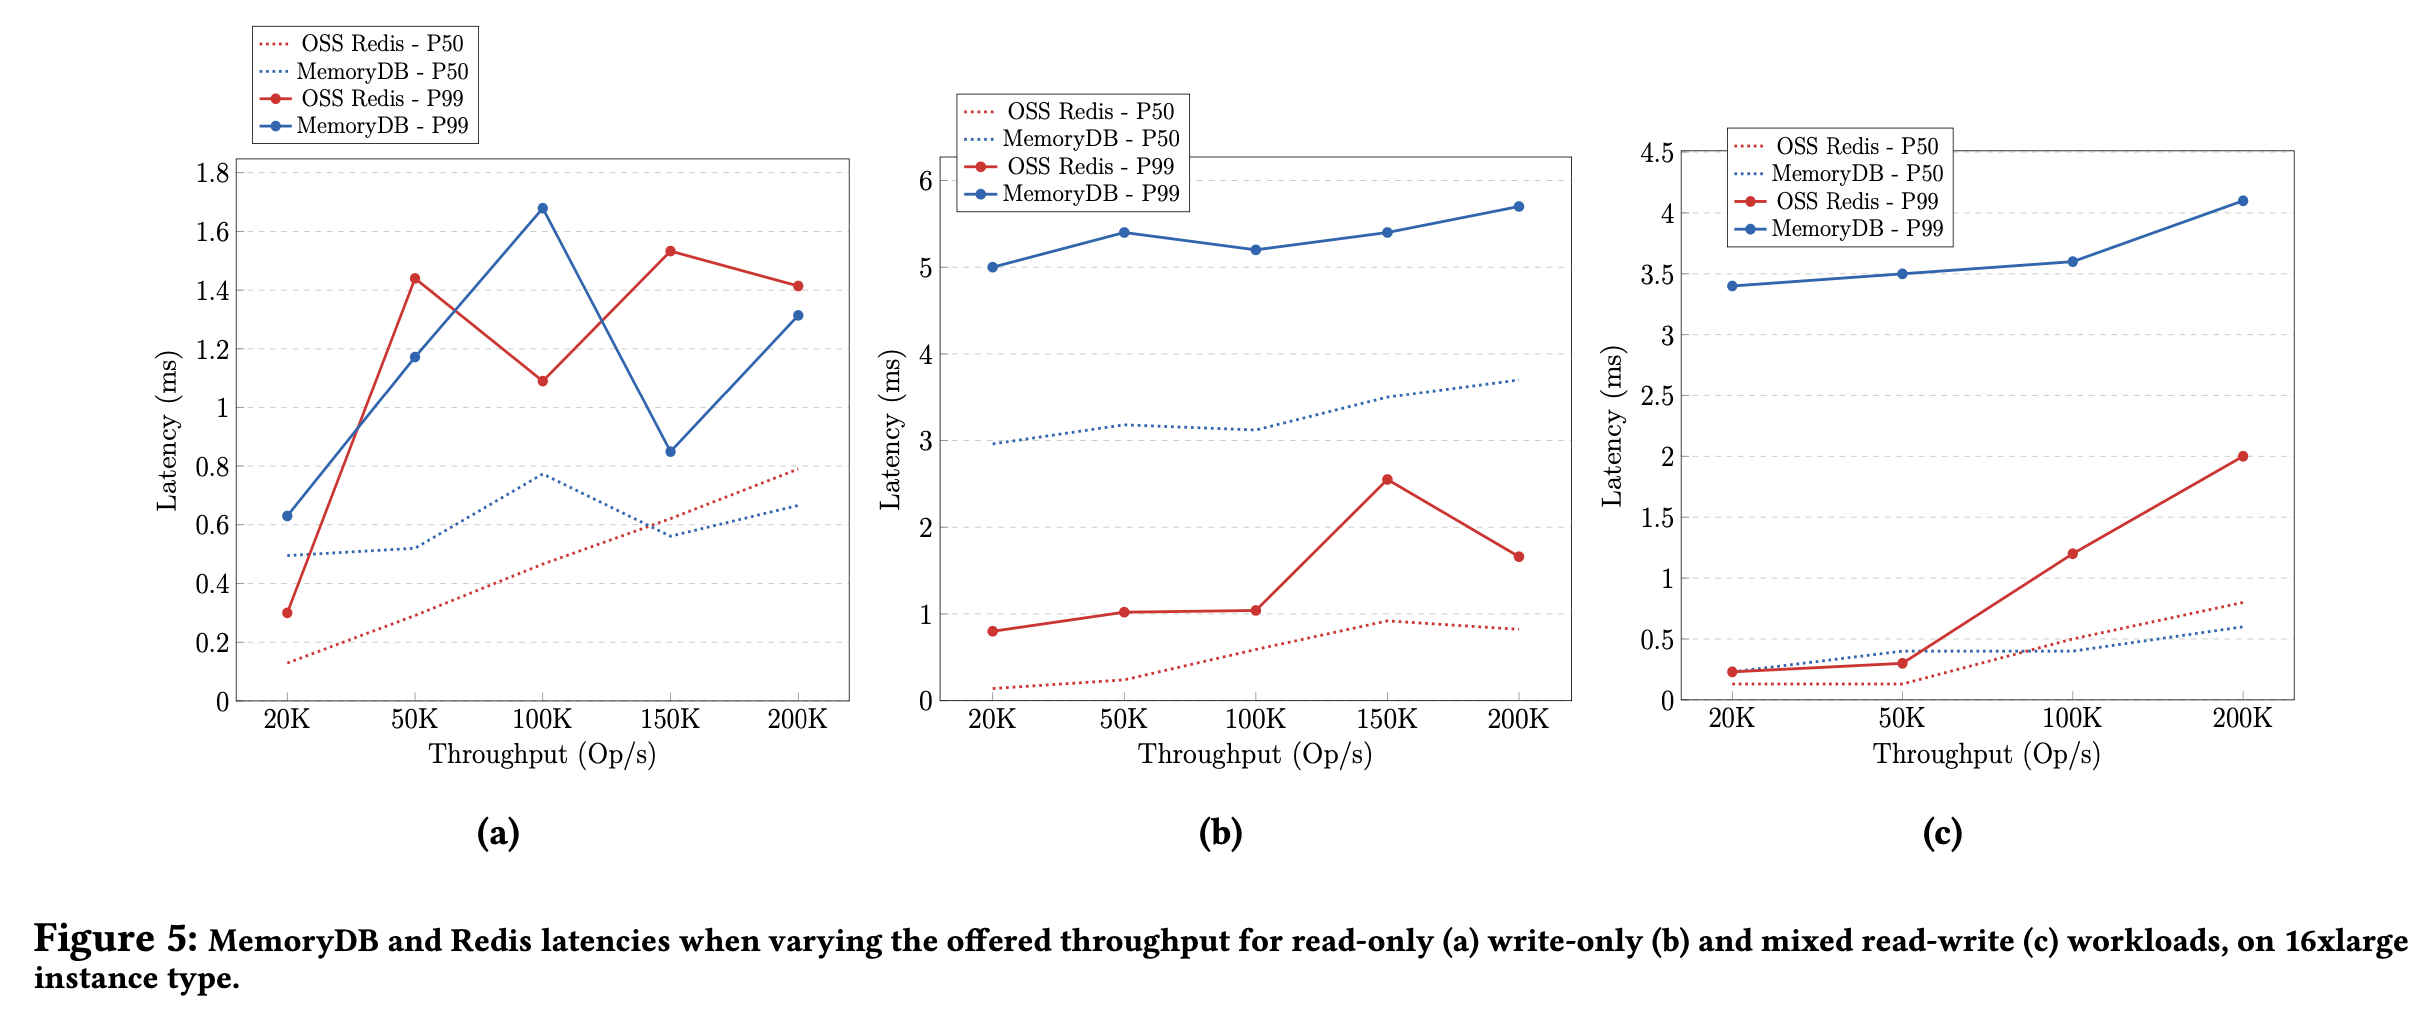 OSS Redis - P50
MemoryDB - P50
OSS Redis - P99
MemoryDB - P99
1.8
1.6
1.4
1.2
1
0.8
0.6
0.4
0.2
0
Latency (ms)
20K 50K 100K 150K 200K
Throughput (Op/s)
(a)
OSS Redis - P50
MemoryDB - P50
OSS Redis - P99
MemoryDB - P99
6
5
4
3
2
1
0
Latency (ms)
20K 50K 100K 150K 200K
Throughput (Op/s)
(b)
OSS Redis - P50
MemoryDB - P50
OSS Redis - P99
MemoryDB - P99
4.5
4
3.5
3
2.5
2
1.5
1
0.5
0
Latency (ms)
20K 50K 100K 200K
Throughput (Op/s)
(c)
Figure 5: MemoryDB and Redis latencies when varying the offered throughput for read-only (a) write-only (b) and mixed read-write (c) workloads, on 16xlarge
instance type.